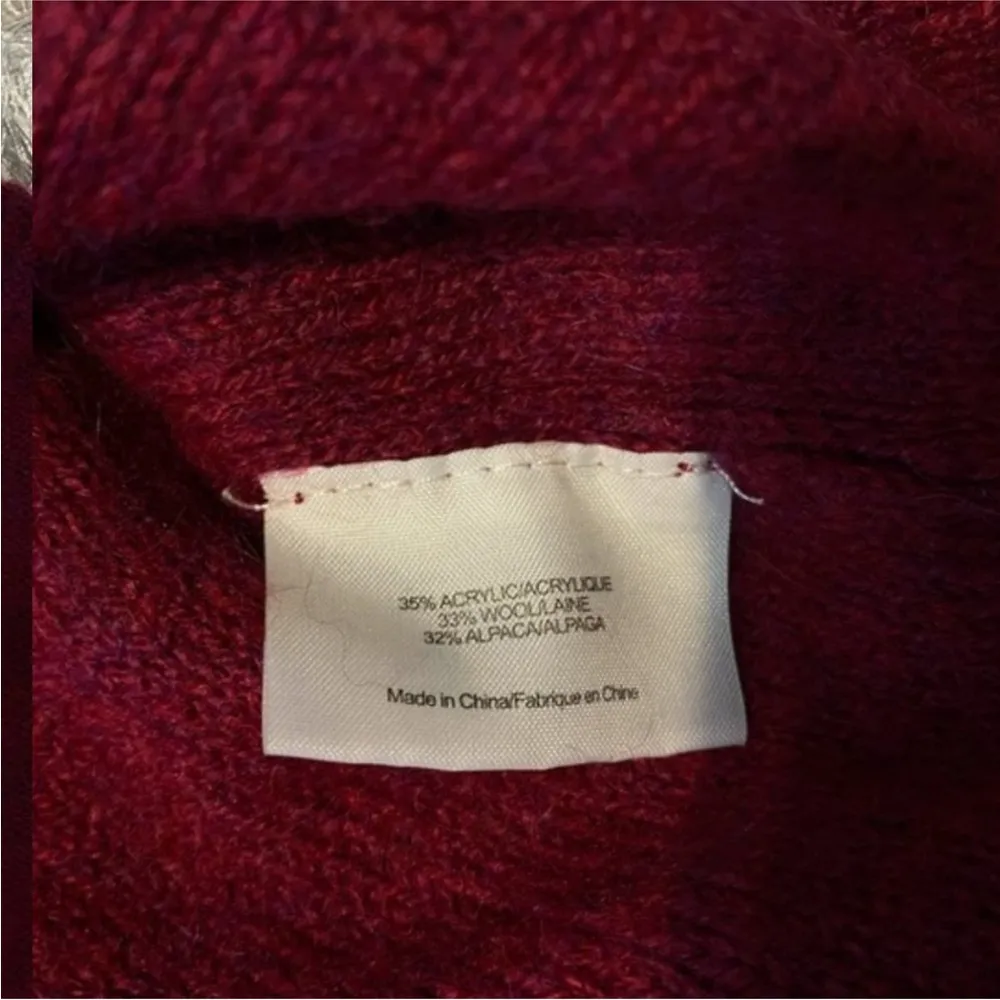 35% ACRYLIC/ACRYLIQUE
33% WOOL/LAINE
32% ALPACA/ALPAGA
Made in China/Fabrique en Chine